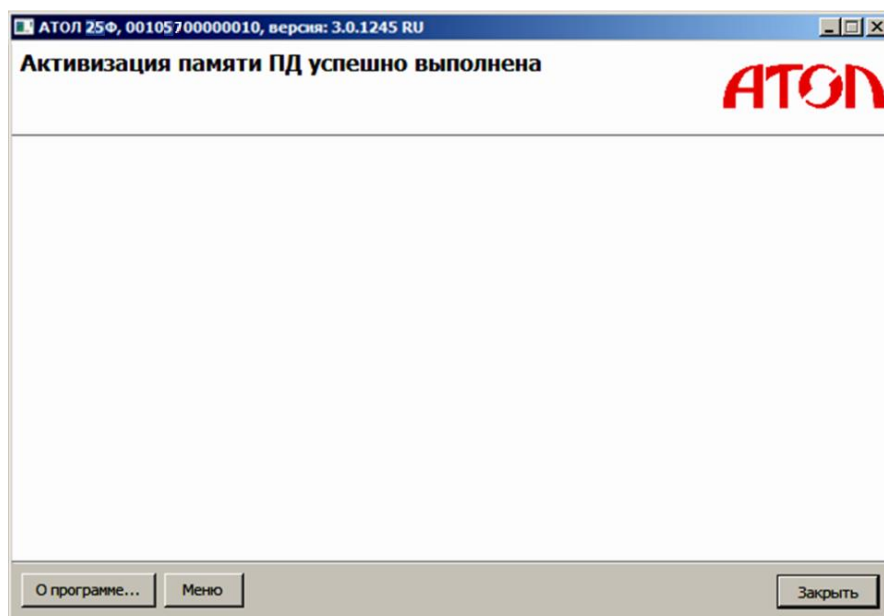 АТОЛ 25Ф, 00105700000010, версия: 3.0.1245 RU
Активизация памяти ПД успешно выполнена
АТОЛ
О программе...
Меню
Закрыть